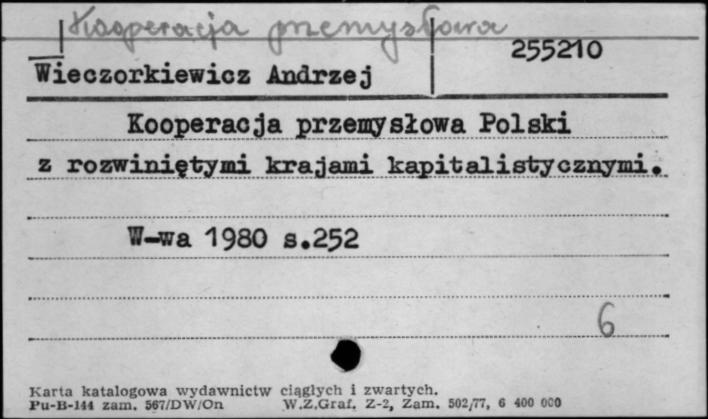 Kooperacja przemysłowa
255210
Wieczorkiewicz Andrzej
Kooperacja przemysłowa Polski
z rozwiniętymi krajami kapitalistycznymi.
W-wa 1980 s.252
6
Karta katalogowa wydawnictw ciągłych i zwartych.
Pu-B-144 zam. 567/DW/On W.Z.Graf. Z-2, Zam. 502/77, 6 400 000